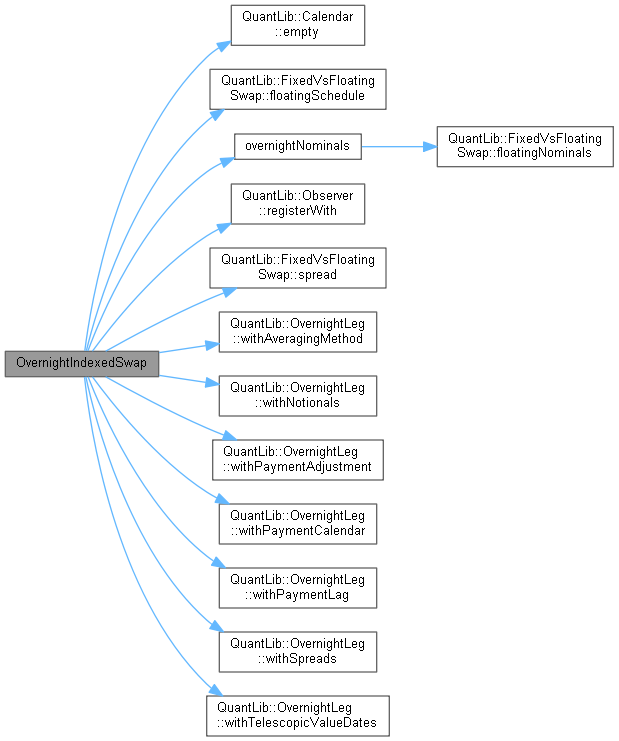 QuantLib::Calendar
::empty
QuantLib::FixedVsFloating
Swap::floatingSchedule
overnightNominals
QuantLib::FixedVsFloating
Swap::floatingNominals
QuantLib::Observer
::registerWith
QuantLib::FixedVsFloating
Swap::spread
QuantLib::OvernightLeg
::withAveragingMethod
OvernightIndexedSwap
QuantLib::OvernightLeg
::withNotionals
QuantLib::OvernightLeg
::withPaymentAdjustment
QuantLib::OvernightLeg
::withPaymentCalendar
QuantLib::OvernightLeg
::withPaymentLag
QuantLib::OvernightLeg
::withSpreads
QuantLib::OvernightLeg
::withTelescopicValueDates